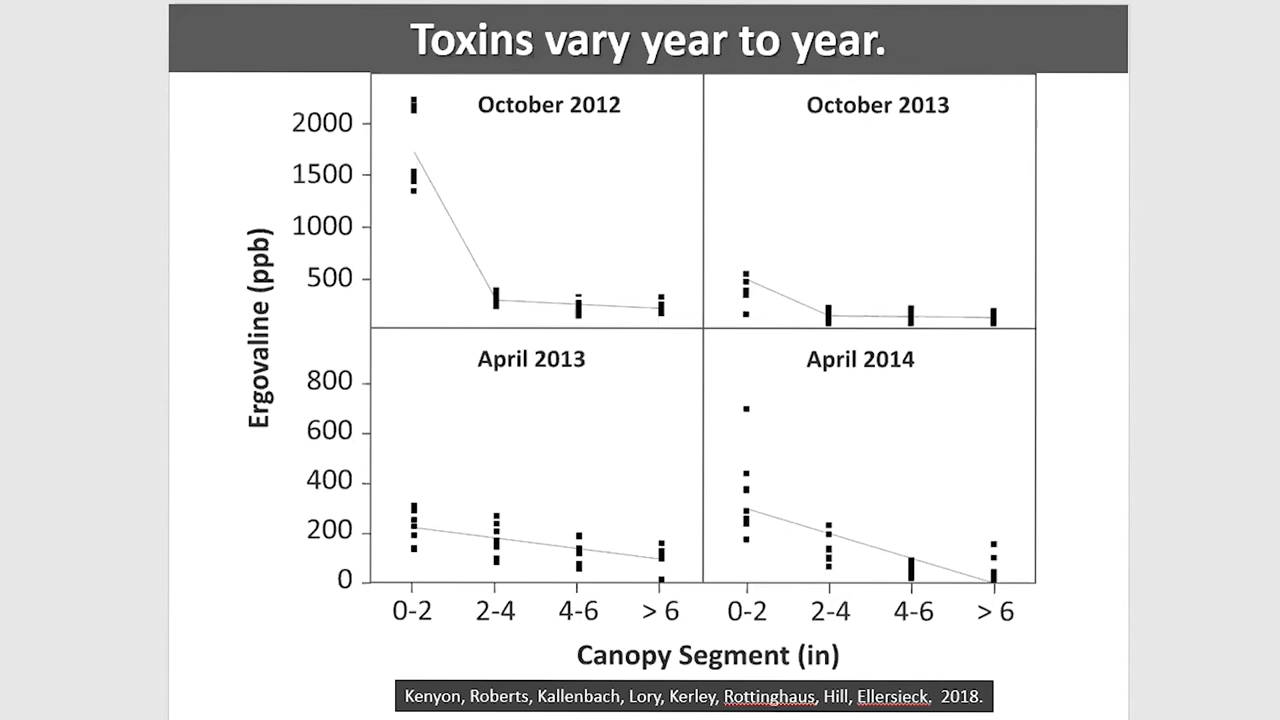 Toxins vary year to year.
October 2012
October 2013
2000
1500
1000
500
Ergovaline (ppb)
April 2013
April 2014
800
600
400
200
0
0-2 2-4 4-6 > 6 0-2 2-4 4-6 > 6
Canopy Segment (in)
Kenyon, Roberts, Kallenbach, Lory, Kerley, Rottinghaus, Hill, Ellersieck. 2018.